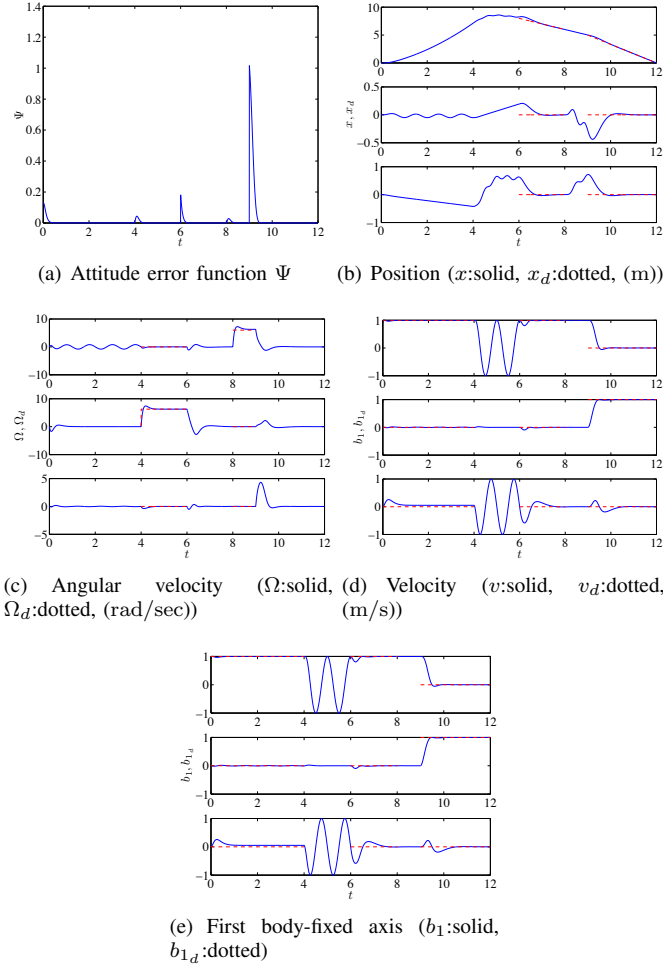 1.4
1.2
1
0.8
0.6
0.4
0.2
0
Ψ
0 2 4 6 8 10 12
t
(a) Attitude error function Ψ
10
5
0
0 2 4 6 8 10 12
0.5
0
−0.5
x, x_d
0 2 4 6 8 10 12
1
0
−1
0 2 4 6 8 10 12
t
(b) Position (x:solid, x_d:dotted, (m))
10
0
−10
0 2 4 6 8 10 12
10
0
−10
Ω, Ω_d
0 2 4 6 8 10 12
5
0
−5
0 2 4 6 8 10 12
t
(c) Angular velocity (Ω:solid,
Ω_d:dotted, (rad/sec))
1
0
−1
0 2 4 6 8 10 12
1
0
−1
b_1, b_{1_d}
0 2 4 6 8 10 12
1
0
−1
0 2 4 6 8 10 12
t
(d) Velocity (v:solid, v_d:dotted,
(m/s))
1
0
−1
0 2 4 6 8 10 12
1
0
−1
b_1, b_{1_d}
0 2 4 6 8 10 12
1
0
−1
0 2 4 6 8 10 12
t
(e) First body-fixed axis (b_1:solid,
b_{1_d}:dotted)